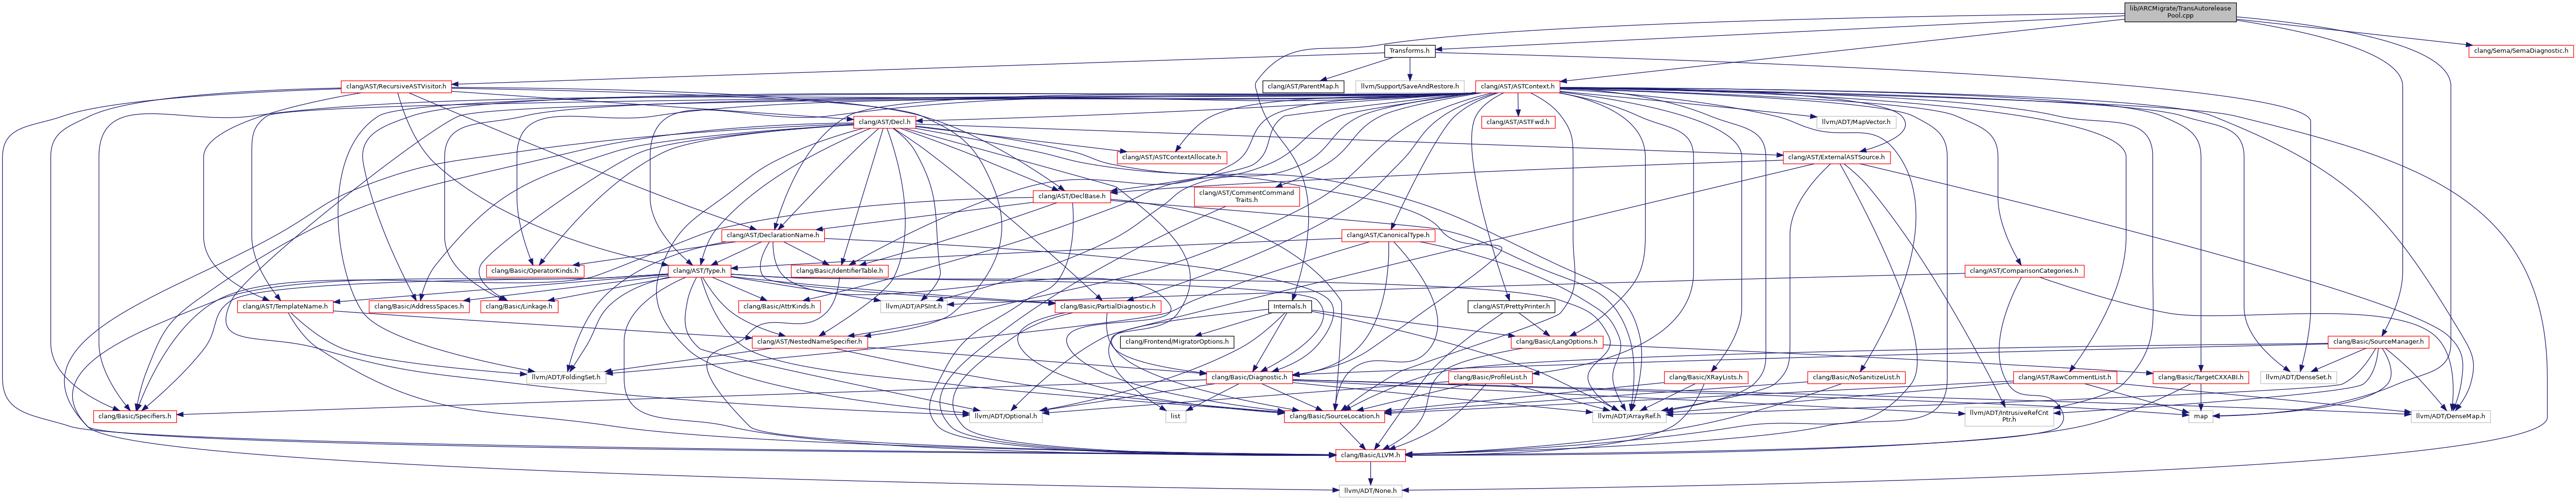 lib/ARCMigrate/TransAutorelease
Pool.cpp
Transforms.h
clang/Sema/SemaDiagnostic.h
clang/AST/RecursiveASTVisitor.h
clang/AST/ParentMap.h
llvm/Support/SaveAndRestore.h
clang/AST/ASTContext.h
clang/AST/Decl.h
clang/AST/ASTFwd.h
llvm/ADT/MapVector.h
clang/AST/ASTContextAllocate.h
clang/AST/ExternalASTSource.h
clang/AST/DeclBase.h
clang/AST/CommentCommand
Traits.h
clang/AST/DeclarationName.h
clang/AST/CanonicalType.h
clang/Basic/OperatorKinds.h
clang/AST/Type.h
clang/Basic/IdentifierTable.h
clang/AST/ComparisonCategories.h
clang/AST/TemplateName.h
clang/Basic/AddressSpaces.h
clang/Basic/Linkage.h
clang/Basic/AttrKinds.h
llvm/ADT/APSInt.h
clang/Basic/PartialDiagnostic.h
Internals.h
clang/AST/PrettyPrinter.h
clang/AST/NestedNameSpecifier.h
clang/Frontend/MigratorOptions.h
clang/Basic/LangOptions.h
clang/Basic/SourceManager.h
llvm/ADT/FoldingSet.h
clang/Basic/Diagnostic.h
clang/Basic/ProfileList.h
clang/Basic/XRayLists.h
clang/Basic/NoSanitizeList.h
clang/AST/RawCommentList.h
clang/Basic/TargetCXXABI.h
llvm/ADT/DenseSet.h
clang/Basic/Specifiers.h
llvm/ADT/Optional.h
list
clang/Basic/SourceLocation.h
llvm/ADT/ArrayRef.h
llvm/ADT/IntrusiveRefCnt
Ptr.h
map
llvm/ADT/DenseMap.h
clang/Basic/LLVM.h
llvm/ADT/None.h